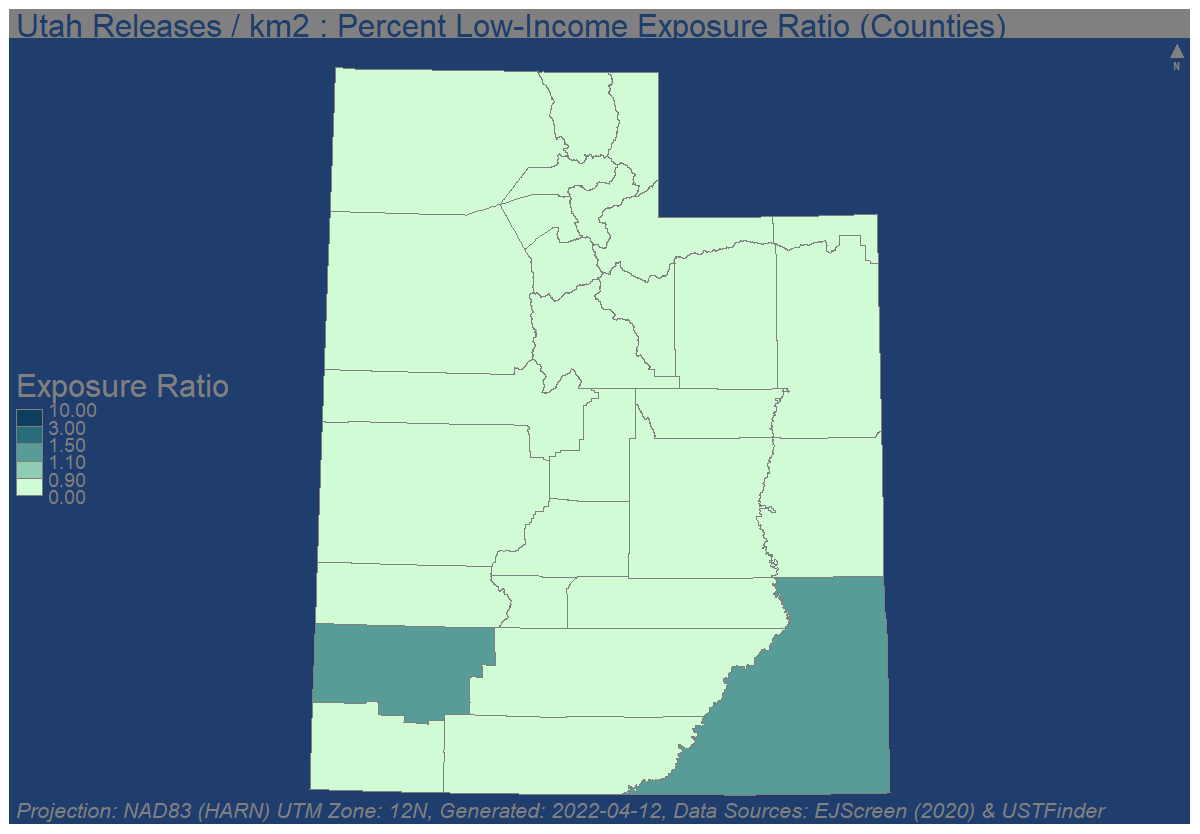 Utah Releases / km2 : Percent Low-Income Exposure Ratio (Counties)
N
Exposure Ratio
10.00
3.00
1.50
1.10
0.90
0.00
Projection: NAD83 (HARN) UTM Zone: 12N, Generated: 2022-04-12, Data Sources: EJScreen (2020) & USTFinder